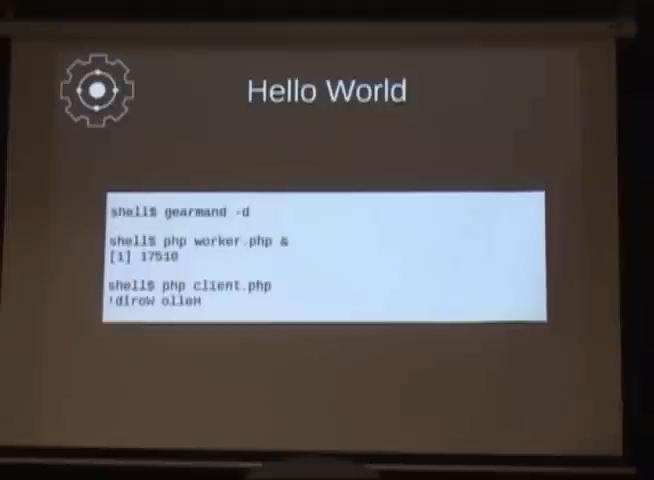 Hello World
shell$ gearmand -d
shell$ php worker.php &
[1] 17510
shell$ php client.php
!dlroW olleH